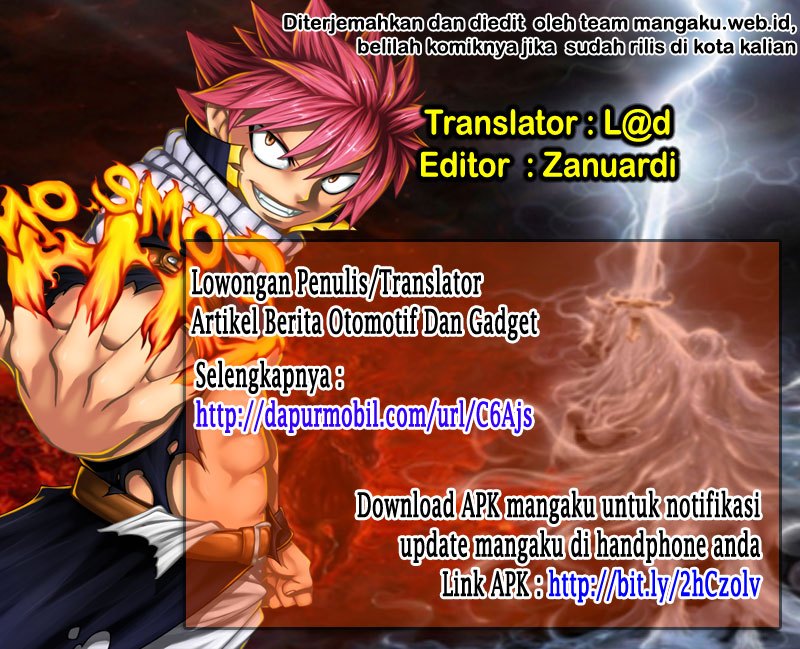 Diterjemahkan dan diedit oleh team mangaku.web.id,
belilah komiknya jika sudah rilis di kota kalian
Translator : L@d
Editor : Zanuardi
COME ON
Lowongan Penulis/Translator
Artikel Berita Otomotif Dan Gadget
Selengkapnya :
http://dapurmobil.com/url/C6Ajs
Download APK mangaku untuk notifikasi
update mangaku di handphone anda
Link APK : http://bit.ly/2hCzolv